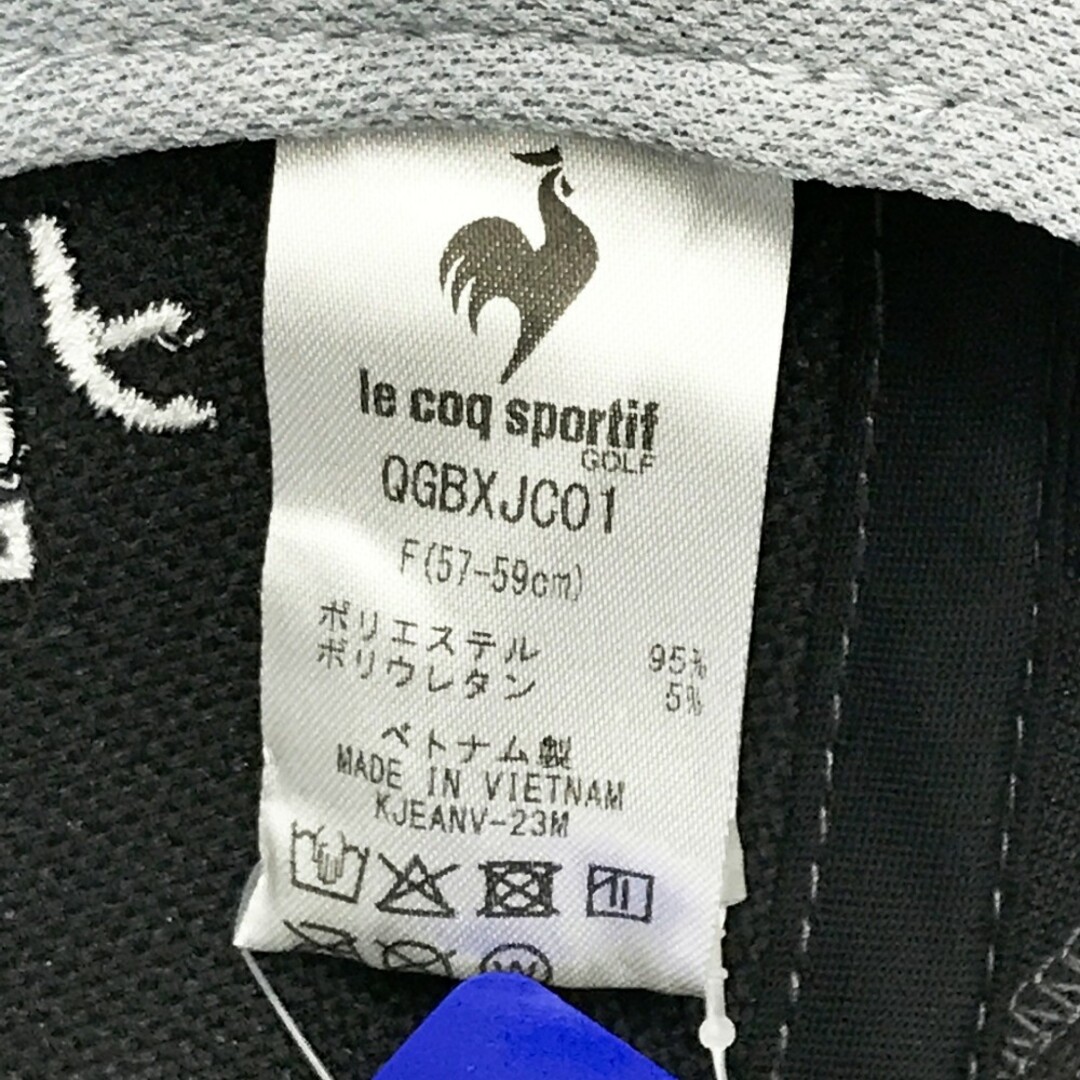 le coq sportif
GOLF
QGBXJC01
F(57-59cm)
ポリエステル 95%
ポリウレタン 5%
ベトナム製
MADE IN VIETNAM
KJEANV-23M